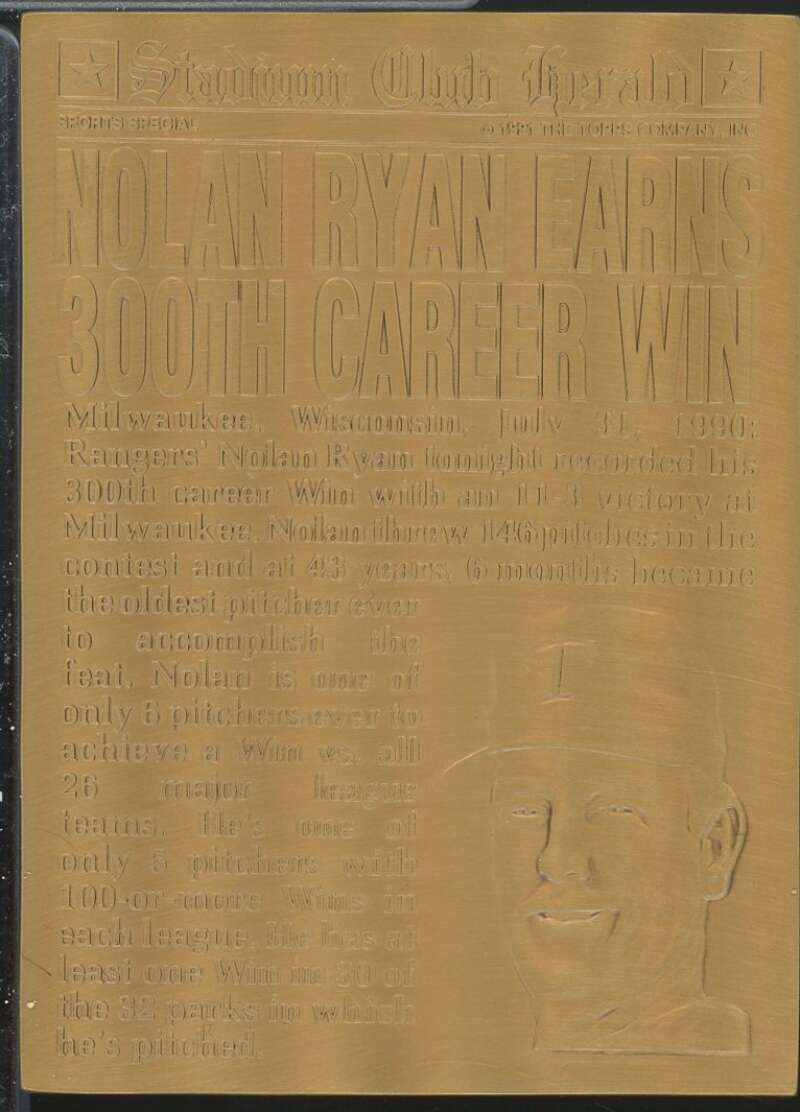 Stadium Club Herald
SPORTS SPECIAL © 1991 THE TOPPS COMPANY, INC
NOLAN RYAN EARNS
300TH CAREER WIN
Milwaukee, Wisconsin, July 31, 1990:
Rangers' Nolan Ryan tonight recorded his
300th career Win with an 11-3 victory at
Milwaukee. Nolan threw 146 pitches in the
contest and at 43 years, 6 months became
the oldest pitcher ever
to accomplish the
feat. Nolan is one of
only 6 pitchers ever to
achieve a Win vs. all
26 major league
teams. He's one of
only 5 pitchers with
100-or-more Wins in
each league. He has at
least one Win in 30 of
the 32 parks in which
he's pitched.